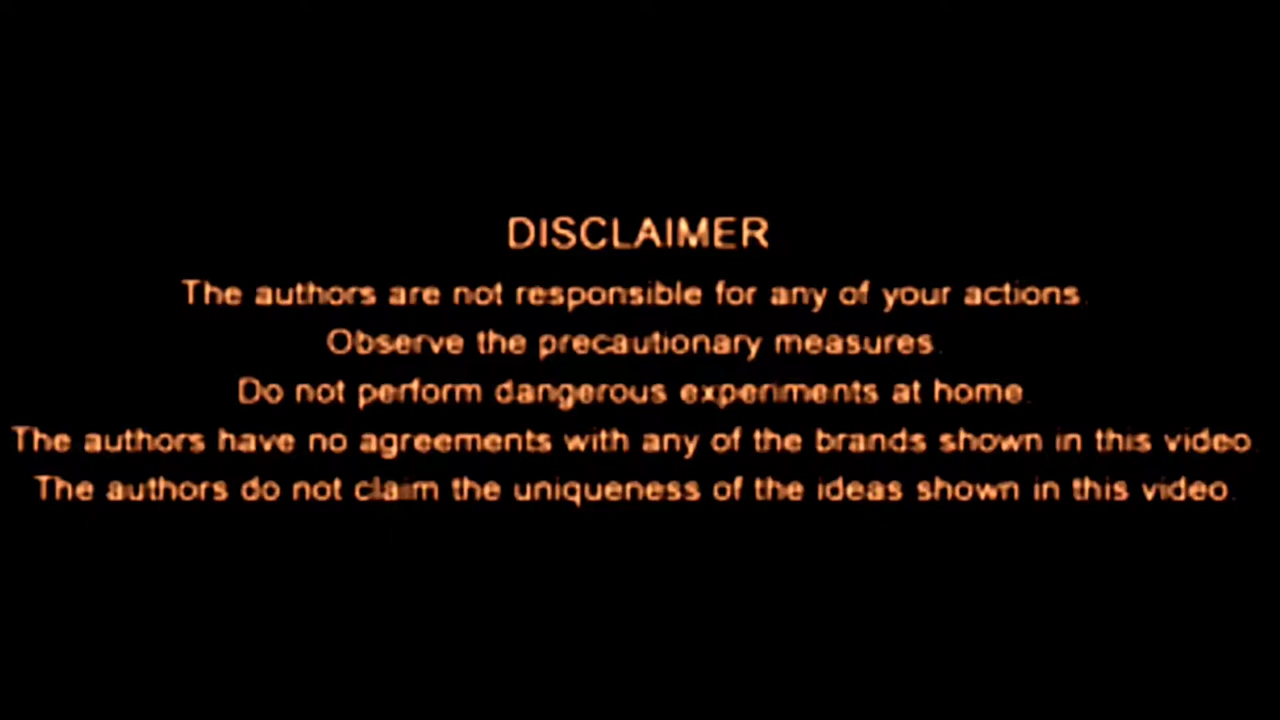 DISCLAIMER
The authors are not responsible for any of your actions.
Observe the precautionary measures.
Do not perform dangerous experiments at home.
The authors have no agreements with any of the brands shown in this video.
The authors do not claim the uniqueness of the ideas shown in this video.